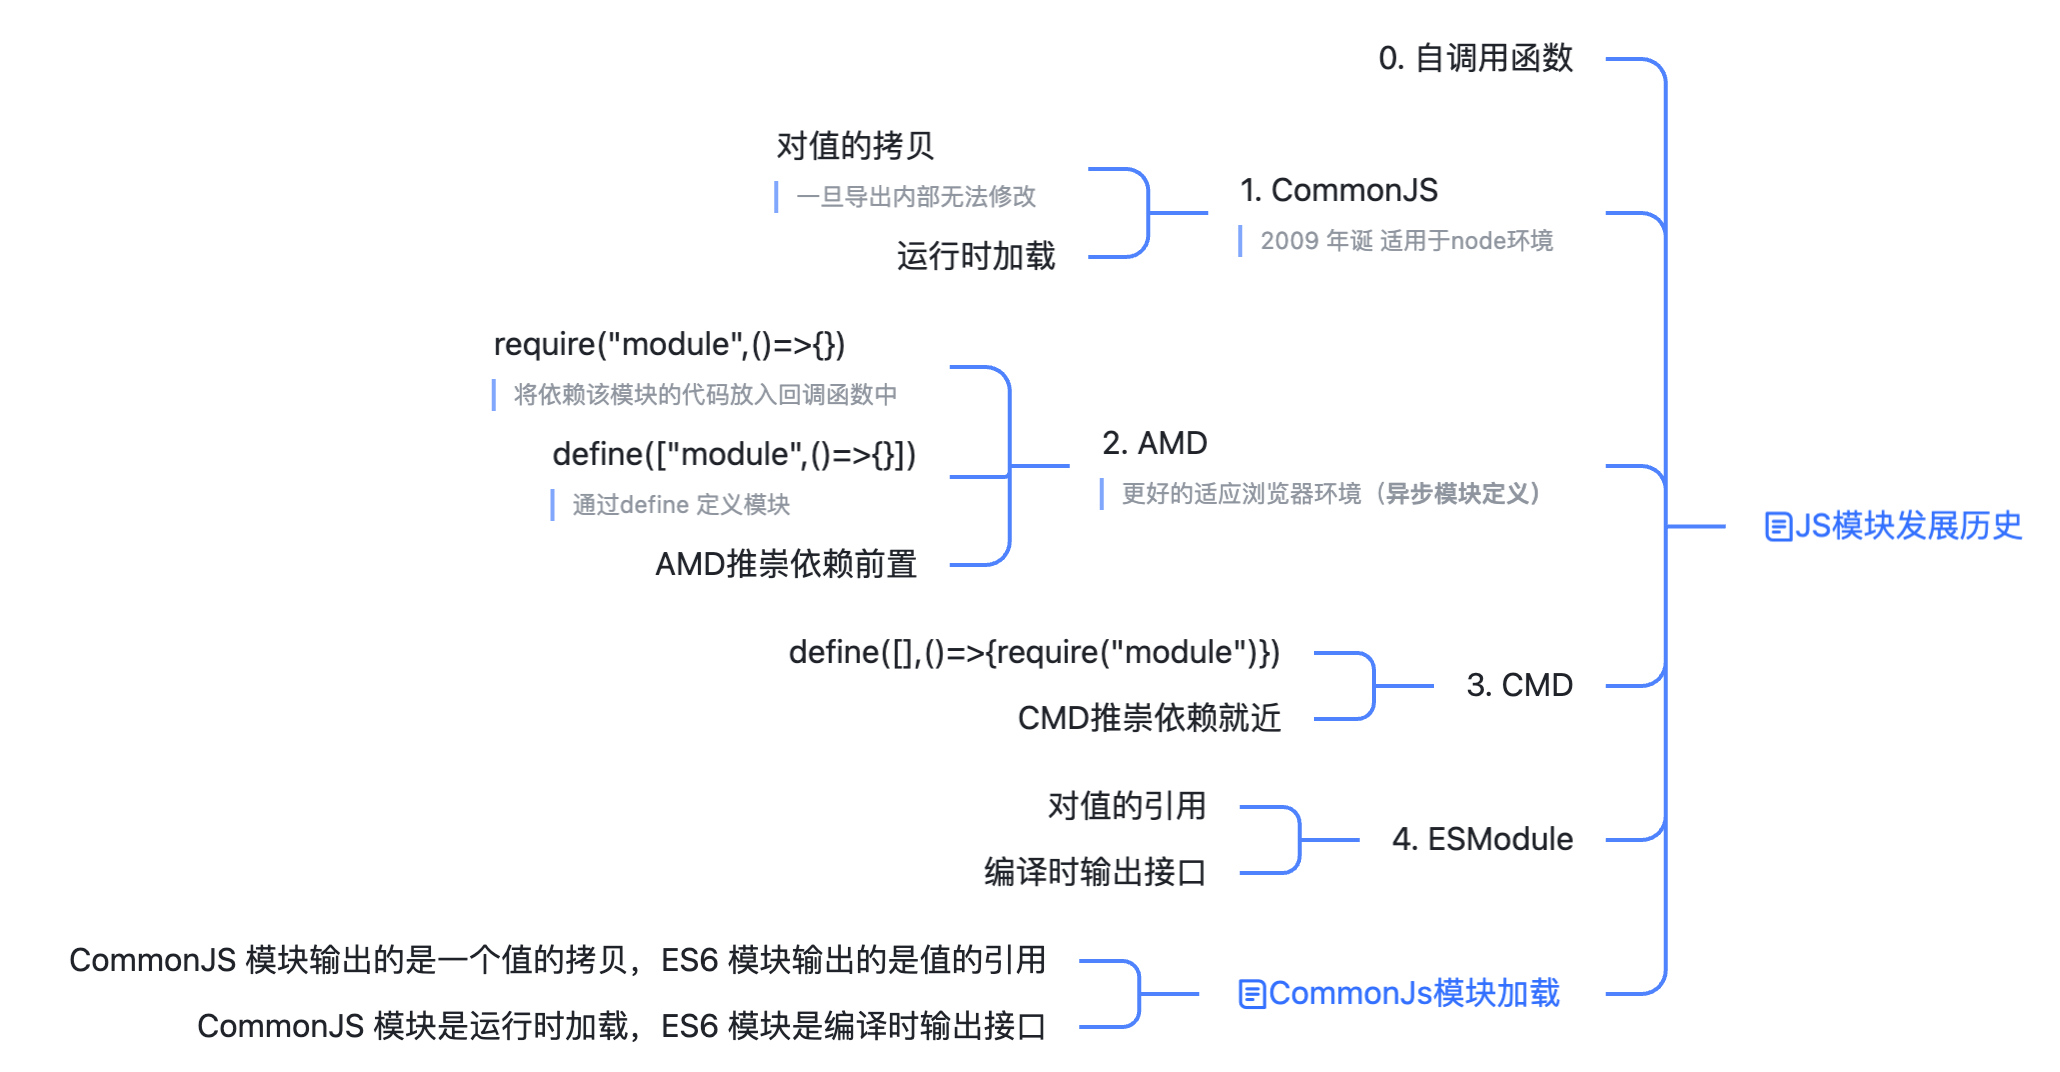 0. 自调用函数
对值的拷贝
一旦导出内部无法修改
运行时加载
1. CommonJS
2009 年诞 适用于node环境
require("module",()=>{})
将依赖该模块的代码放入回调函数中
define(["module",()=>{}])
通过define 定义模块
AMD推崇依赖前置
2. AMD
更好的适应浏览器环境（异步模块定义）
JS模块发展历史
define([],()=>{require("module")})
CMD推崇依赖就近
3. CMD
对值的引用
编译时输出接口
4. ESModule
CommonJS 模块输出的是一个值的拷贝，ES6 模块输出的是值的引用
CommonJS 模块是运行时加载，ES6 模块是编译时输出接口
CommonJs模块加载